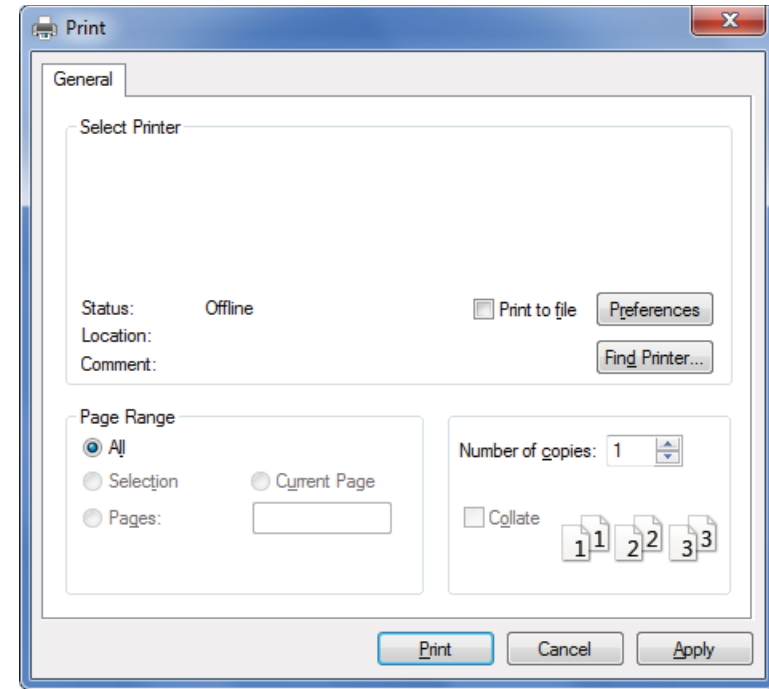 Print
General
Select Printer
Status: Offline
Print to file
Preferences
Location:
Comment:
Find Printer...
Page Range
All
Selection
Current Page
Pages:
Number of copies: 1
Collate
1 1 2 2 3 3
Print Cancel Apply